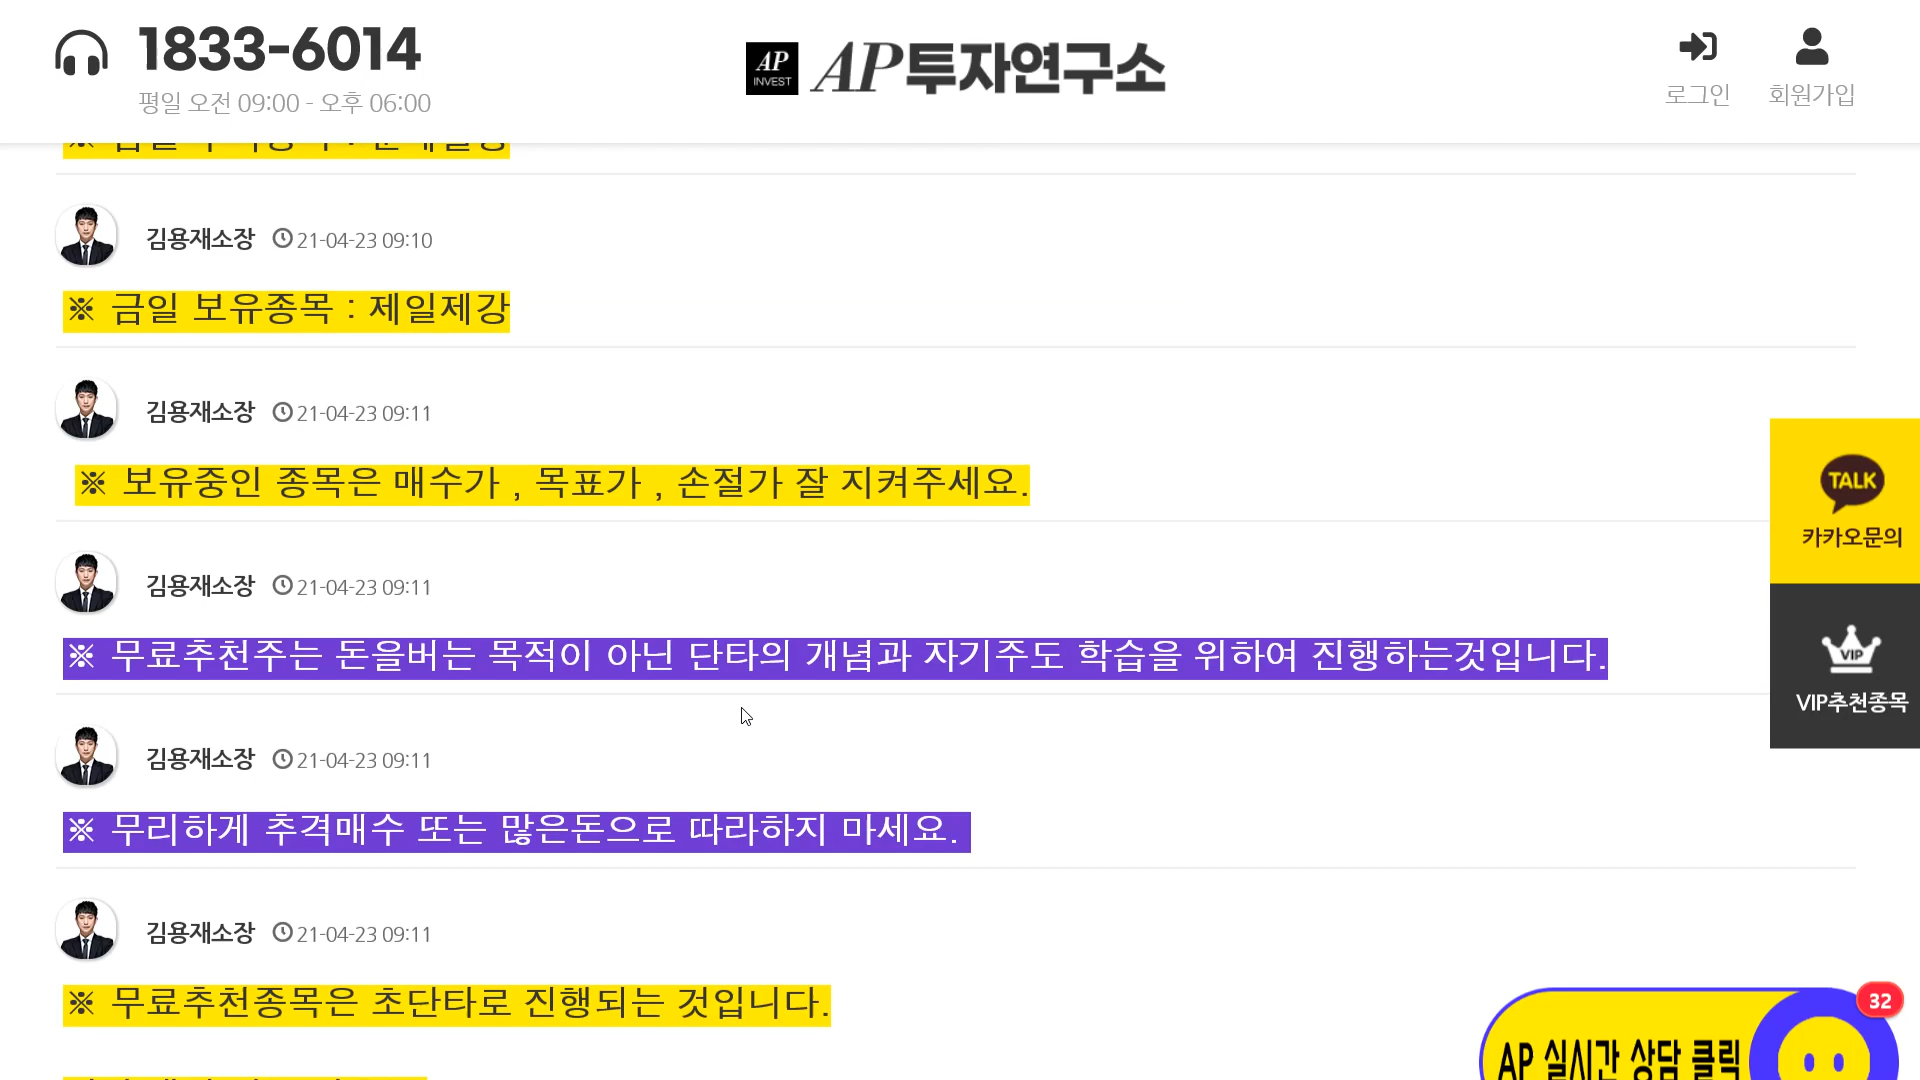 1833-6014
평일 오전 09:00 - 오후 06:00
AP
INVEST
AP투자연구소
로그인
회원가입
김용재소장 21-04-23 09:10
※ 금일 보유종목 : 제일제강
김용재소장 21-04-23 09:11
※ 보유중인 종목은 매수가 , 목표가 , 손절가 잘 지켜주세요.
TALK
카카오문의
김용재소장 21-04-23 09:11
※ 무료추천주는 돈을버는 목적이 아닌 단타의 개념과 자기주도 학습을 위하여 진행하는것입니다.
VIP
VIP추천종목
김용재소장 21-04-23 09:11
※ 무리하게 추격매수 또는 많은돈으로 따라하지 마세요.
김용재소장 21-04-23 09:11
※ 무료추천종목은 초단타로 진행되는 것입니다.
32
AP 실시간 상담 클릭